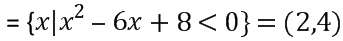 = {x|x² − 6x + 8 < 0} = (2,4)